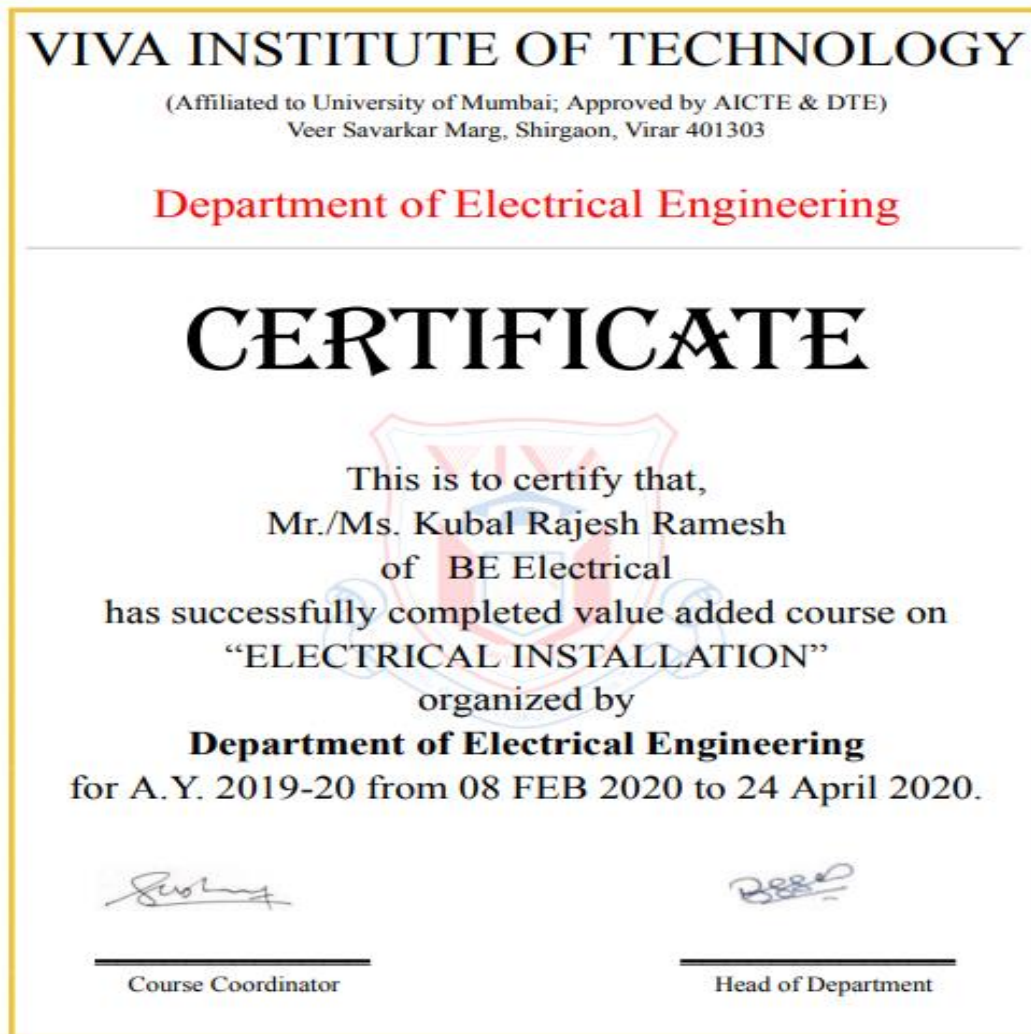 VIVA INSTITUTE OF TECHNOLOGY
(Affiliated to University of Mumbai; Approved by AICTE & DTE)
Veer Savarkar Marg, Shirgaon, Virar 401303
Department of Electrical Engineering
CERTIFICATE
VIVA
This is to certify that,
Mr./Ms. Kubal Rajesh Ramesh
of BE Electrical
has successfully completed value added course on
“ELECTRICAL INSTALLATION”
organized by
Department of Electrical Engineering
for A.Y. 2019-20 from 08 FEB 2020 to 24 April 2020.
Course Coordinator
Head of Department